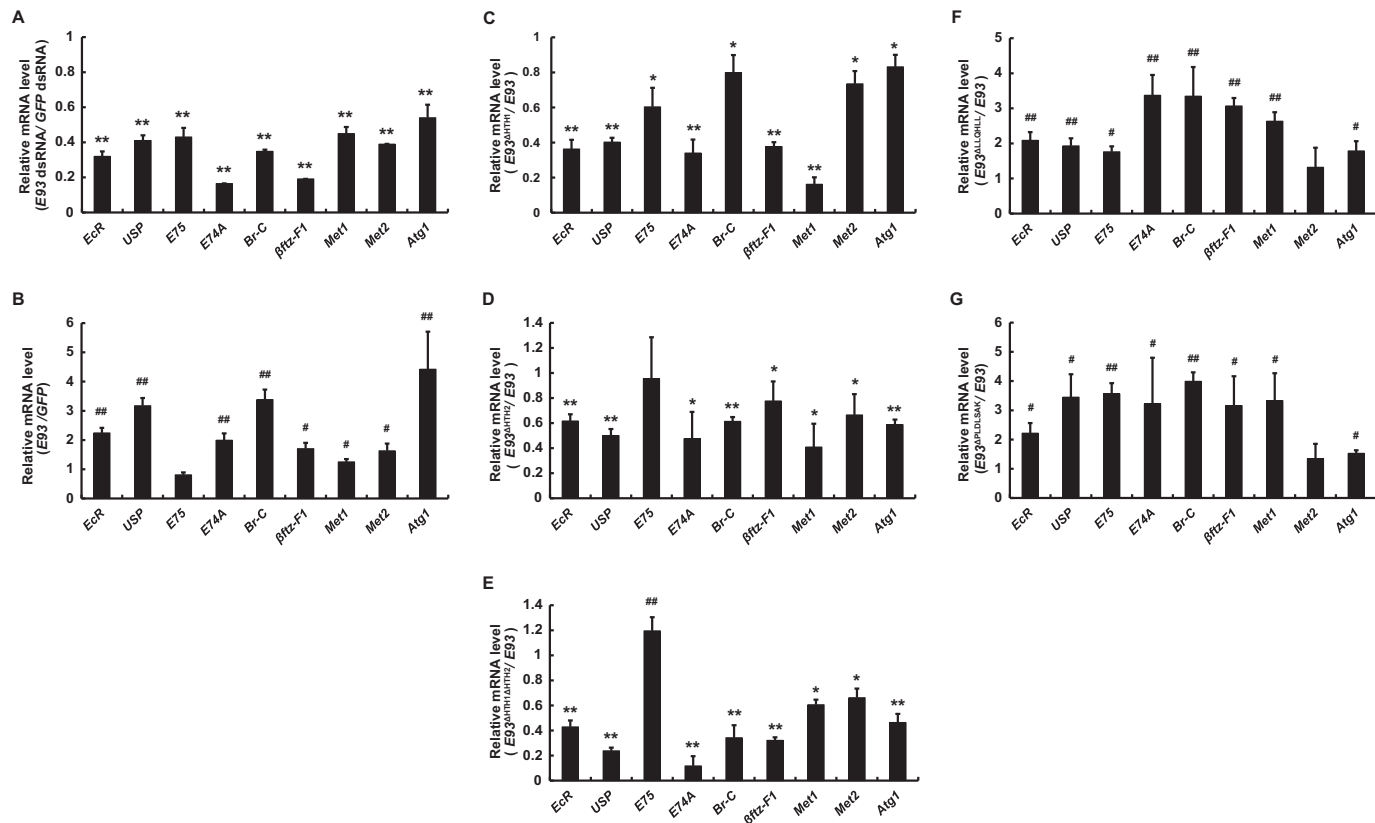 A
Relative mRNA level
(E93 dsRNA/ GFP dsRNA)
1
0.8
0.6
0.4
0.2
0
** ** ** ** ** ** ** ** **
EcR USP E75 E74A Br-C βftz-F1 Met1 Met2 Atg1
B
Relative mRNA level
(E93 /GFP)
6
5
4
3
2
1
0
## ## ## ## # # # ##
EcR USP E75 E74A Br-C βftz-F1 Met1 Met2 Atg1
C
Relative mRNA level
( E93ΔHTH1/ E93 )
1
0.8
0.6
0.4
0.2
0
** ** * ** * ** ** * *
EcR USP E75 E74A Br-C βftz-F1 Met1 Met2 Atg1
D
Relative mRNA level
( E93ΔHTH2/ E93 )
1.4
1.2
1
0.8
0.6
0.4
0.2
0
** ** * ** * * * **
EcR USP E75 E74A Br-C βftz-F1 Met1 Met2 Atg1
E
Relative mRNA level
( E93ΔHTH1ΔHTH2/ E93 )
1.4
1.2
1
0.8
0.6
0.4
0.2
0
** ** ## ** ** ** * * **
EcR USP E75 E74A Br-C βftz-F1 Met1 Met2 Atg1
F
Relative mRNA level
( E93ΔLLQHLL/ E93 )
5
4
3
2
1
0
## ## # ## ## ## ## #
EcR USP E75 E74A Br-C βftz-F1 Met1 Met2 Atg1
G
Relative mRNA level
(E93ΔPLDLSAK/ E93)
6
5
4
3
2
1
0
# # ## # ## # # #
EcR USP E75 E74A Br-C βftz-F1 Met1 Met2 Atg1